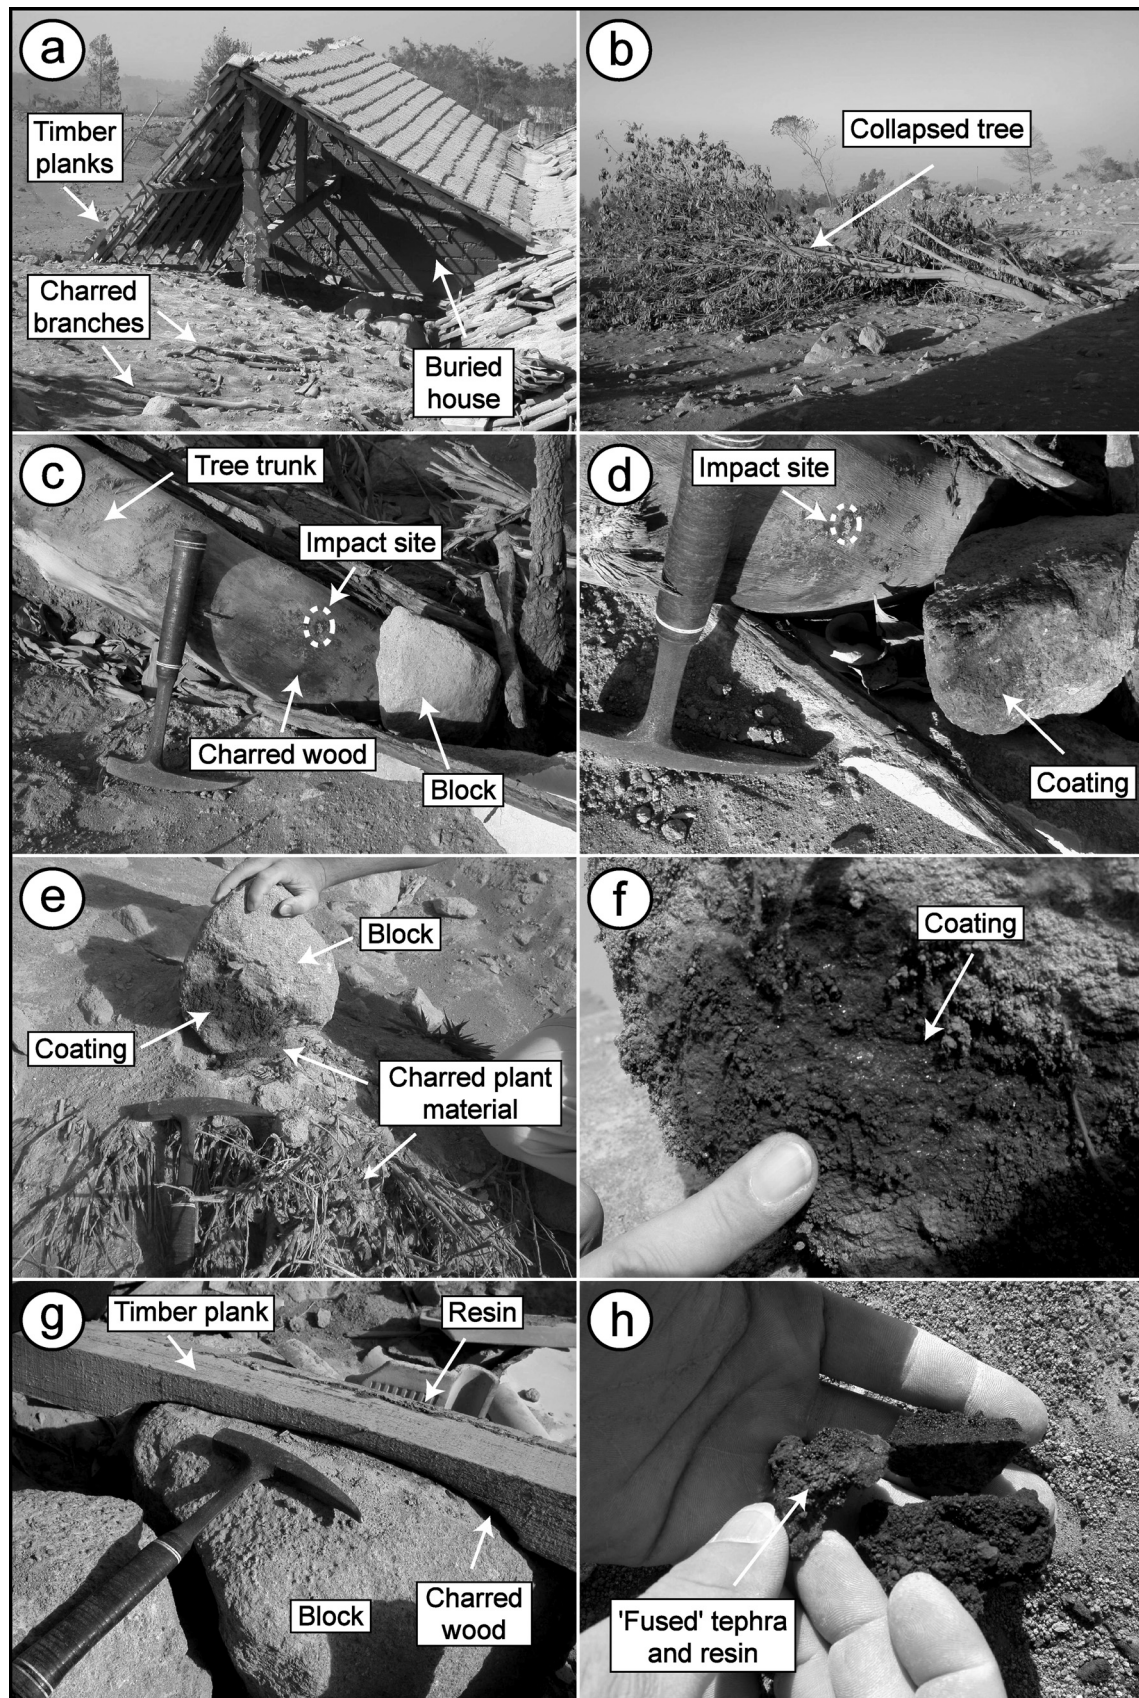 a
Timber
planks
Charred
branches
Buried
house
b
Collapsed tree
c
Tree trunk
Impact site
Charred wood
Block
d
Impact site
Coating
e
Block
Coating
Charred plant
material
f
Coating
g
Timber plank
Resin
Block
Charred
wood
h
'Fused' tephra
and resin